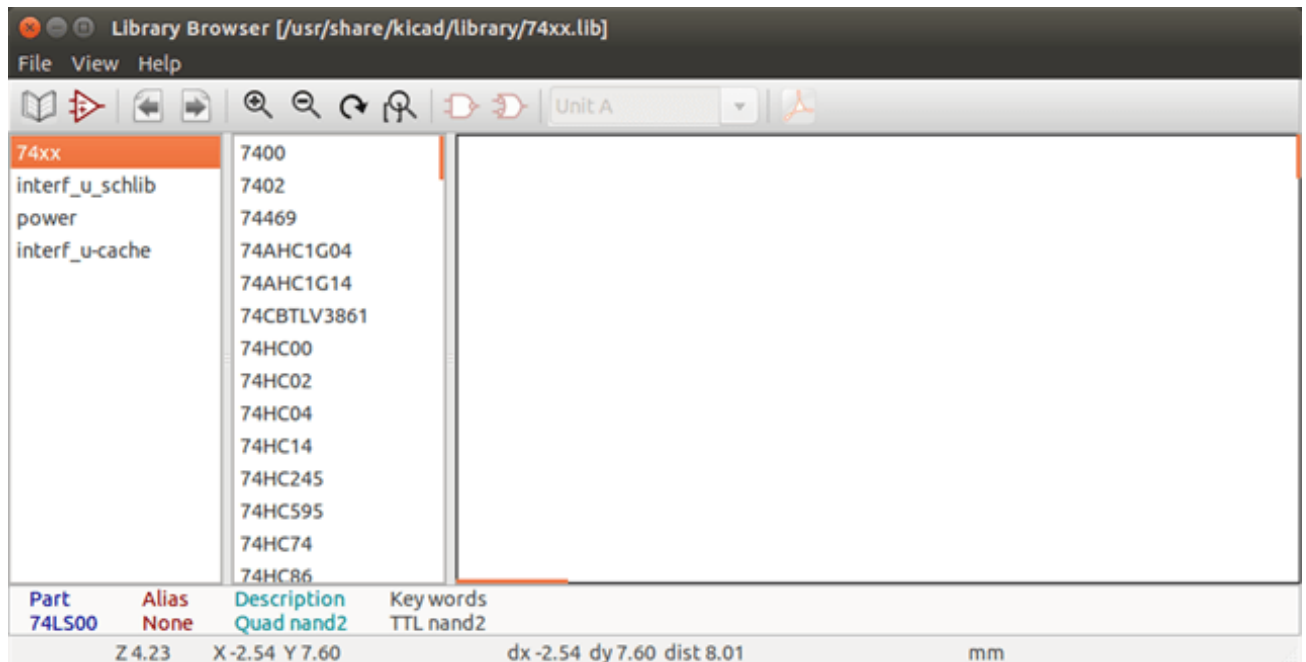 Library Browser [/usr/share/kicad/library/74xx.lib]
File View Help
Unit A
74xx
interf_u_schlib
power
interf_u-cache
7400
7402
74469
74AHC1G04
74AHC1G14
74CBTLV3861
74HC00
74HC02
74HC04
74HC14
74HC245
74HC595
74HC74
74HC86
Part Alias Description Key words
74LS00 None Quad nand2 TTL nand2
Z 4.23 X -2.54 Y 7.60 dx -2.54 dy 7.60 dist 8.01 mm